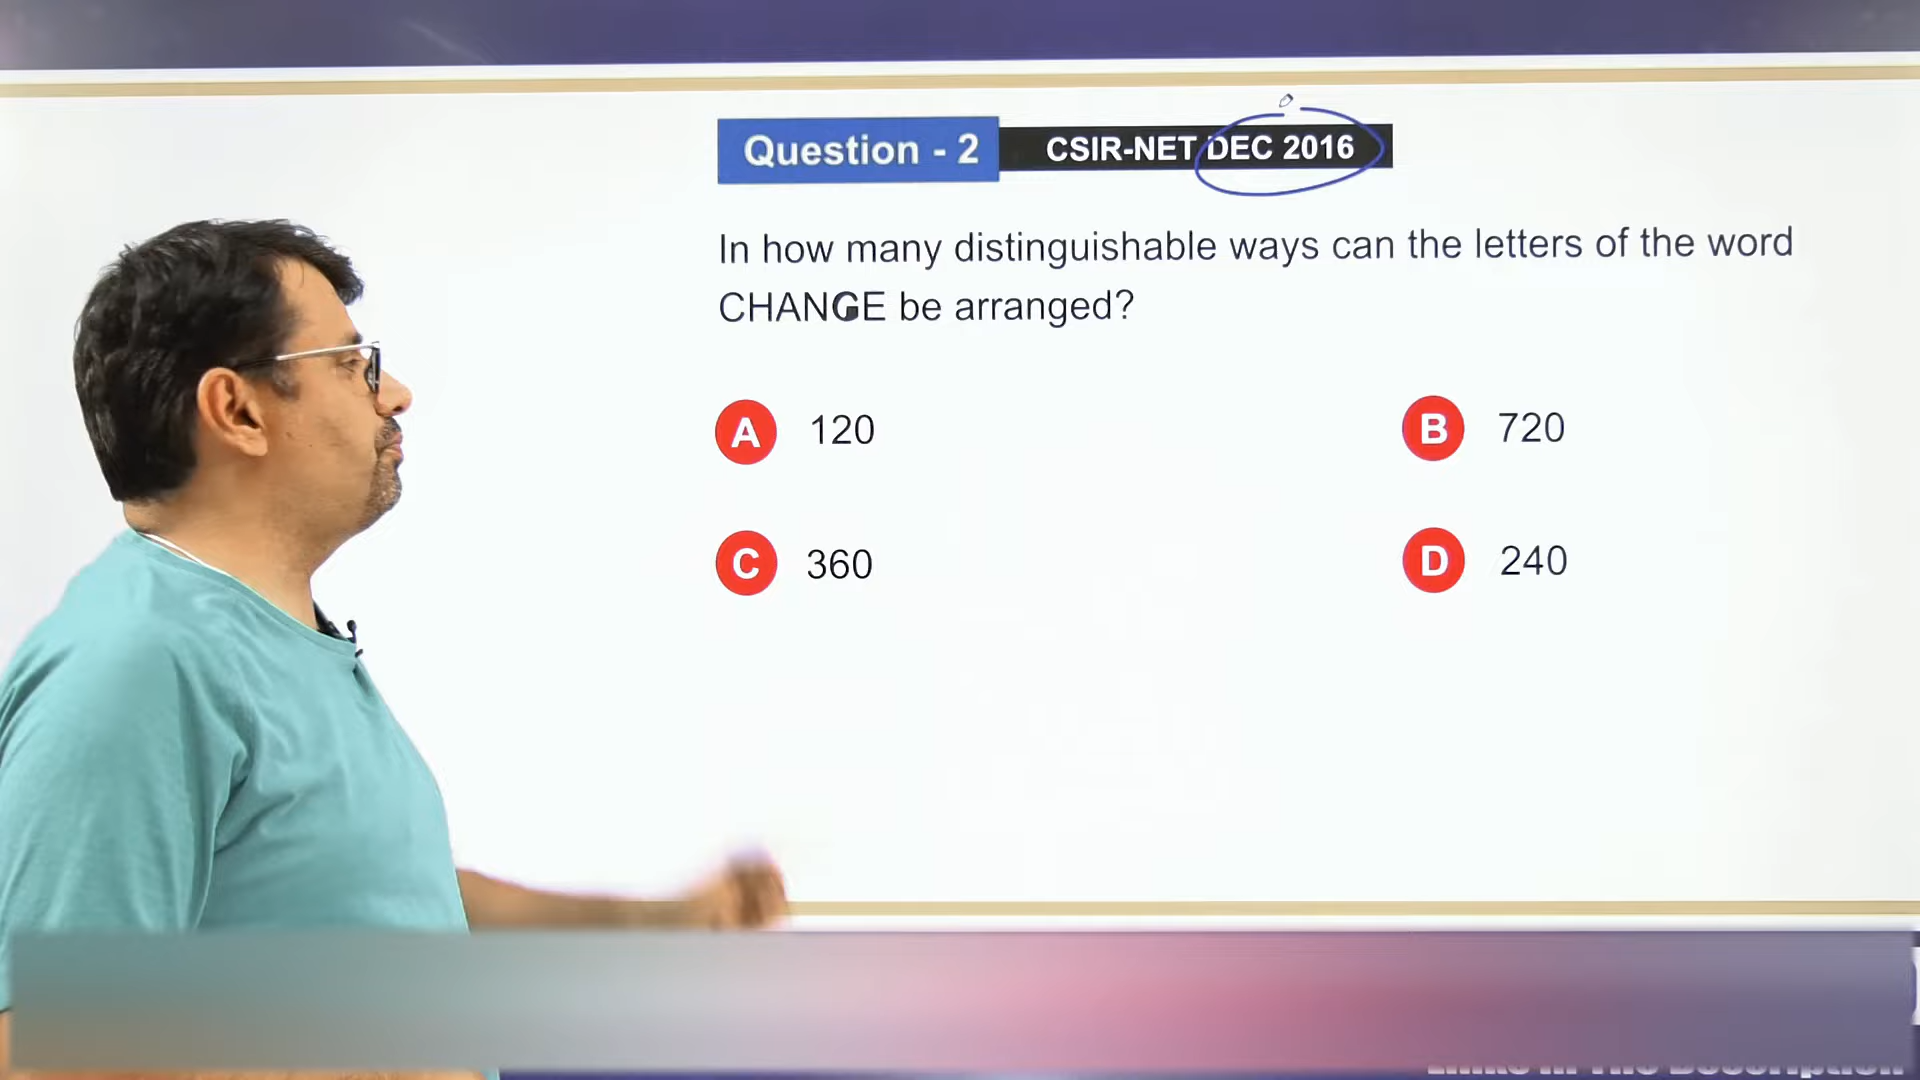 Question - 2 CSIR-NET DEC 2016
In how many distinguishable ways can the letters of the word
CHANGE be arranged?
A 120
B 720
C 360
D 240